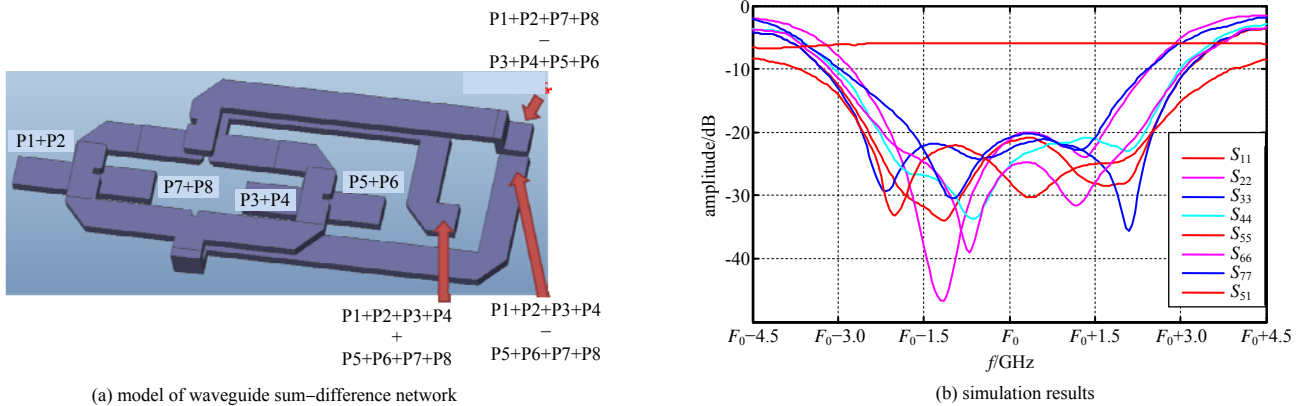 P1+P2+P7+P8
−
P3+P4+P5+P6
P1+P2
P7+P8
P3+P4
P5+P6
P1+P2+P3+P4
+
P5+P6+P7+P8
P1+P2+P3+P4
−
P5+P6+P7+P8
(a) model of waveguide sum−difference network
0
-10
-20
-30
-40
amplitude/dB
S11
S22
S33
S44
S55
S66
S77
S51
F0−4.5 F0−3.0 F0−1.5 F0 F0+1.5 F0+3.0 F0+4.5
f/GHz
(b) simulation results